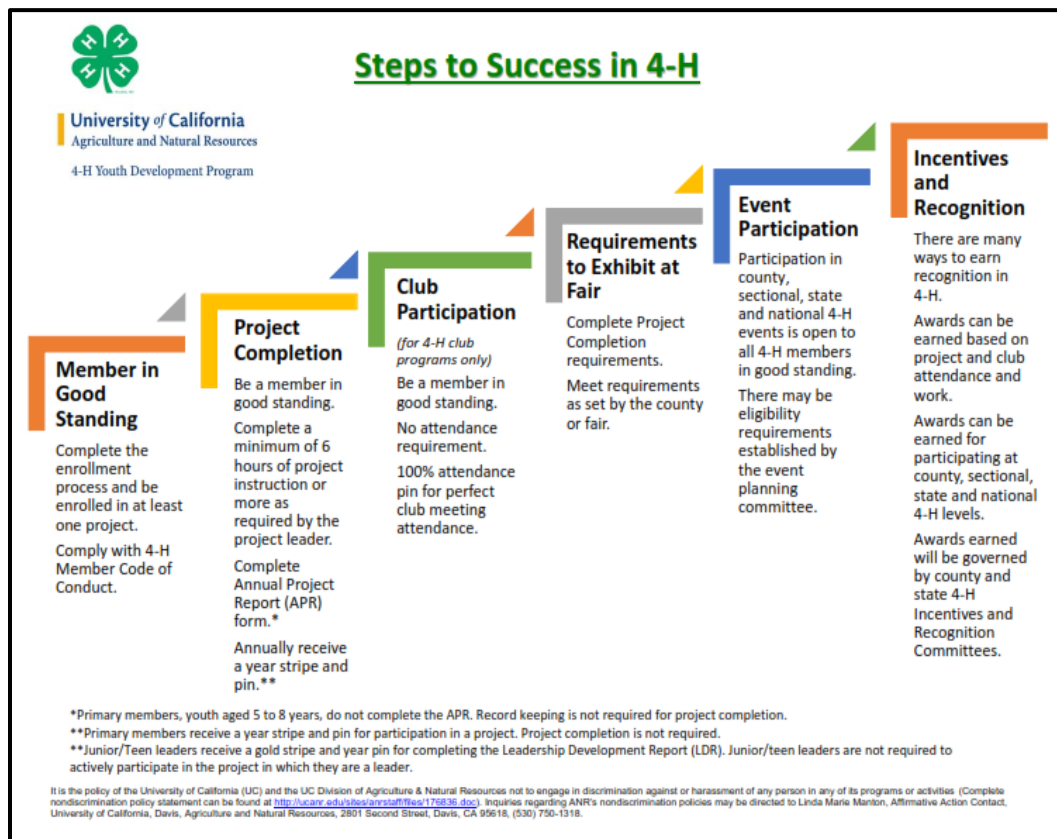 H H
H H
Steps to Success in 4-H
University of California
Agriculture and Natural Resources
4-H Youth Development Program
Member in
Good
Standing
Complete the
enrollment
process and be
enrolled in at least
one project.
Comply with 4-H
Member Code of
Conduct.
Project
Completion
Be a member in
good standing.
Complete a
minimum of 6
hours of project
instruction or
more as
required by the
project leader.
Complete
Annual Project
Report (APR)
form.*
Annually receive
a year stripe and
pin.**
Club
Participation
(for 4-H club
programs only)
Be a member in
good standing.
No attendance
requirement.
100% attendance
pin for perfect
club meeting
attendance.
Requirements
to Exhibit at
Fair
Complete Project
Completion
requirements.
Meet requirements
as set by the county
or fair.
Event
Participation
Participation in
county,
sectional, state
and national 4-H
events is open to
all 4-H members
in good standing.
There may be
eligibility
requirements
established by
the event
planning
committee.
Incentives
and
Recognition
There are many
ways to earn
recognition in
4-H.
Awards can be
earned based on
project and club
attendance and
work.
Awards can be
earned for
participating at
county, sectional,
state and national
4-H levels.
Awards earned
will be governed
by county and
state 4-H
Incentives and
Recognition
Committees.
*Primary members, youth aged 5 to 8 years, do not complete the APR. Record keeping is not required for project completion.
**Primary members receive a year stripe and pin for participation in a project. Project completion is not required.
**Junior/Teen leaders receive a gold stripe and year pin for completing the Leadership Development Report (LDR). Junior/teen leaders are not required to
actively participate in the project in which they are a leader.
It is the policy of the University of California (UC) and the UC Division of Agriculture & Natural Resources not to engage in discrimination against or harassment of any person in any of its programs or activities (Complete
nondiscrimination policy statement can be found at http://ucanr.edu/sites/anrstaff/files/176836.doc). Inquiries regarding ANR's nondiscrimination policies may be directed to Linda Marie Manton, Affirmative Action Contact,
University of California, Davis, Agriculture and Natural Resources, 2801 Second Street, Davis, CA 95618, (530) 750-1318.